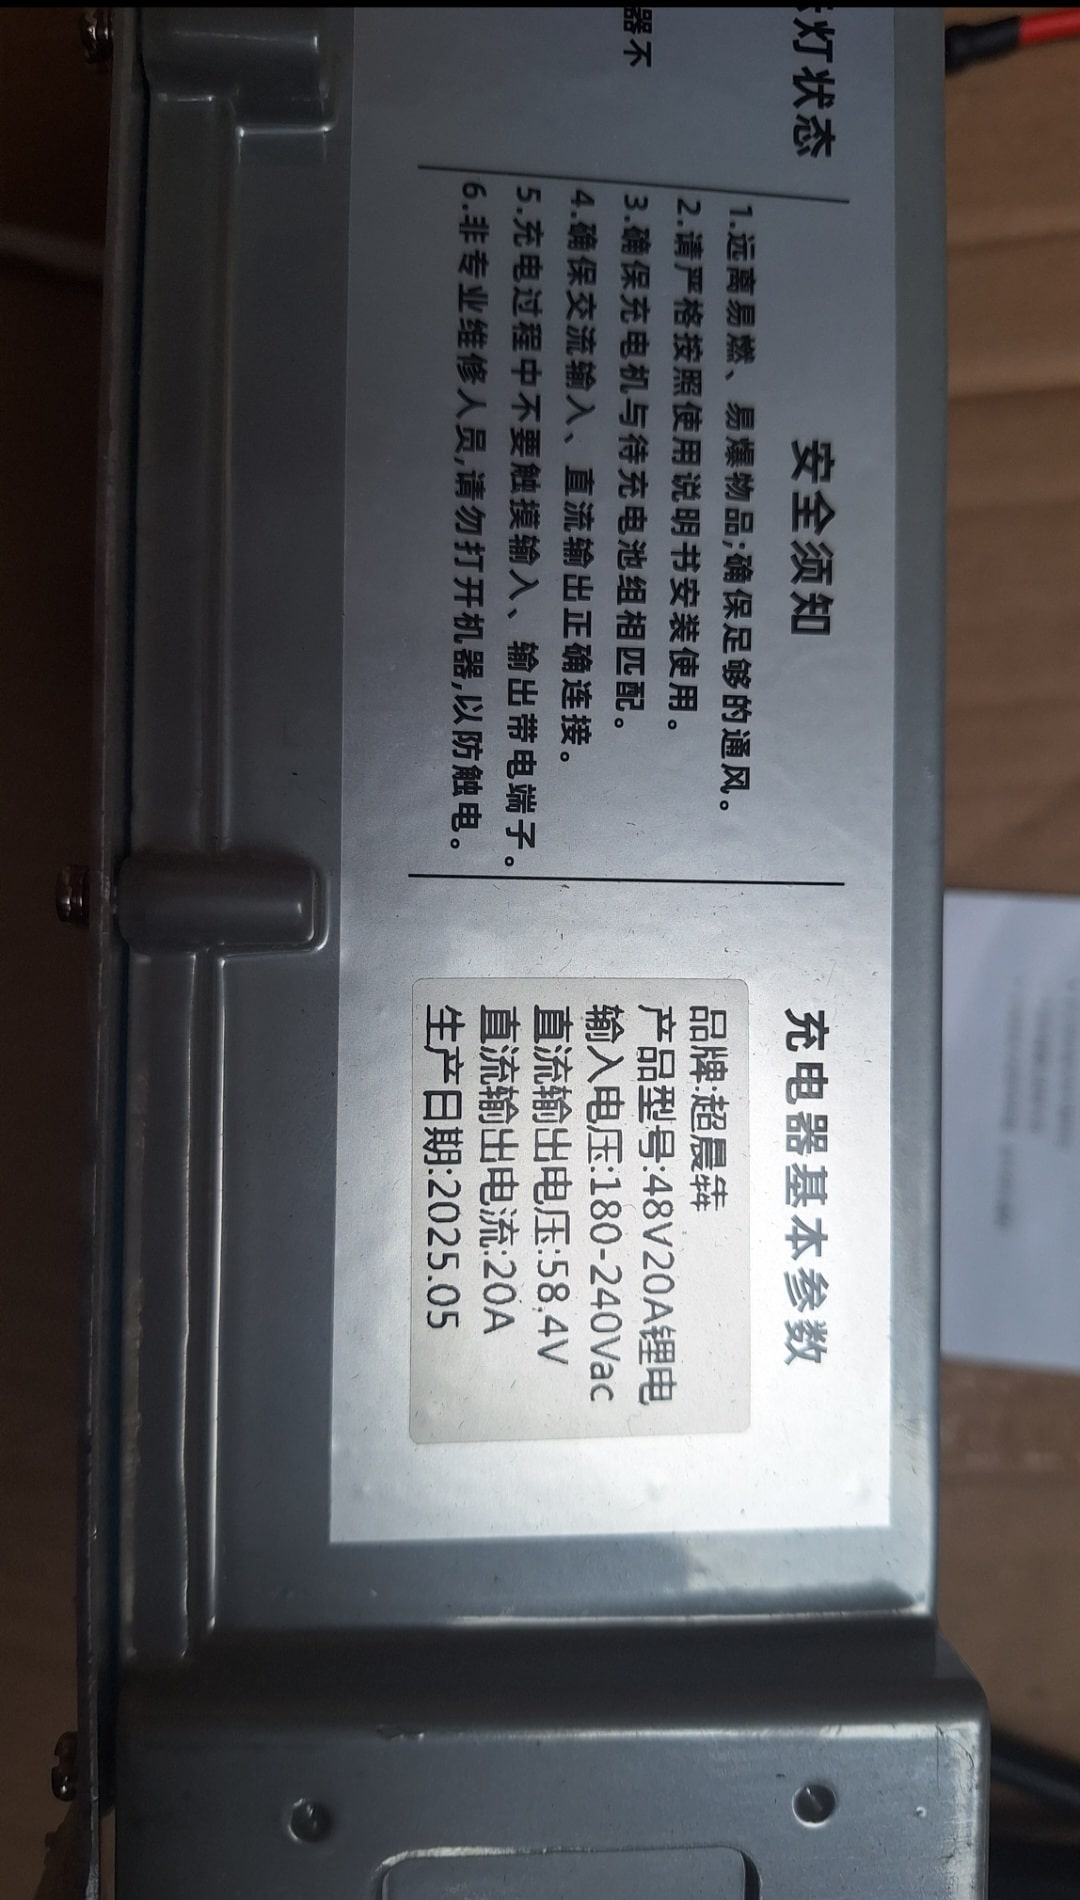 灯状态
器不
安全须知
1.远离易燃、易爆物品;确保足够的通风。
2.请严格按照使用说明书安装使用。
3.确保充电机与待充电池组相匹配。
4.确保交流输入、直流输出正确连接。
5.充电过程中不要触摸输入、输出带电端子。
6.非专业维修人员,请勿打开机器,以防触电。
充电器基本参数
品牌:超晨犇
产品型号:48V20A锂电
输入电压:180-240Vac
直流输出电压:58.4V
直流输出电流:20A
生产日期:2025.05